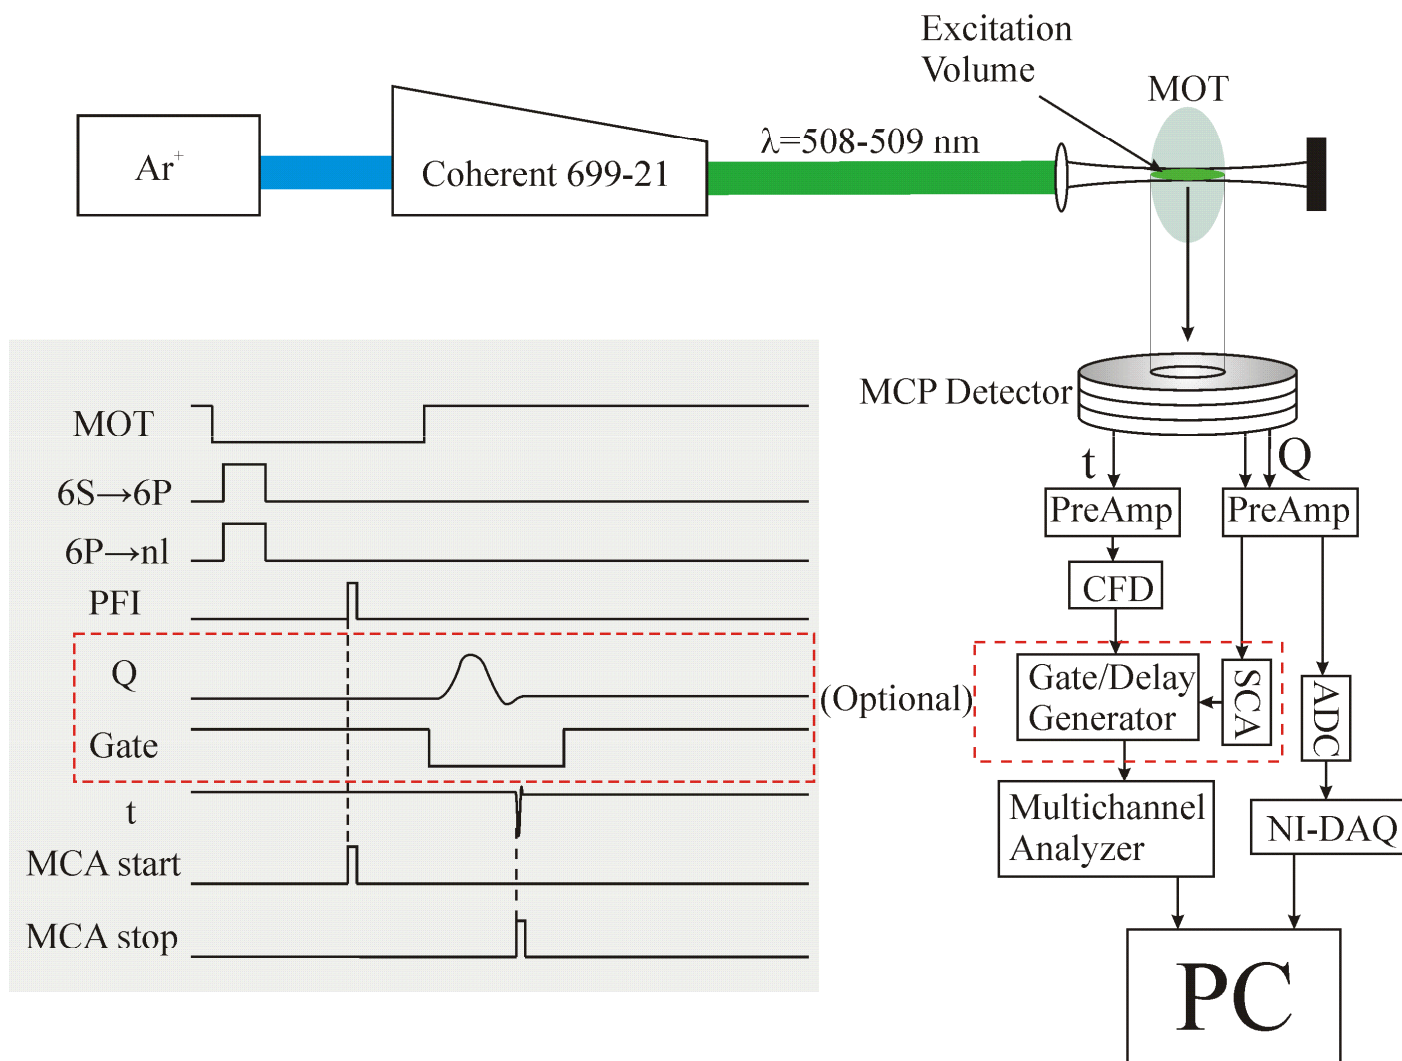 Excitation
Volume
MOT
Ar⁺
Coherent 699-21
λ=508-509 nm
MCP Detector
t
Q
PreAmp
PreAmp
CFD
Gate/Delay
Generator
SCA
ADC
(Optional)
Multichannel
Analyzer
NI-DAQ
PC
MOT
6S→6P
6P→nl
PFI
Q
Gate
t
MCA start
MCA stop